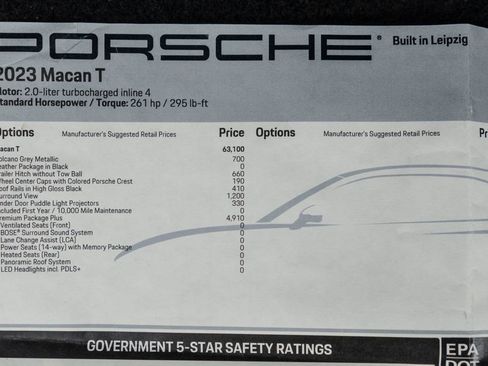 PORSCHE®
Built in Leipzig
2023 Macan T
Motor: 2.0-liter turbocharged inline 4
Standard Horsepower / Torque: 261 hp / 295 lb-ft
Options Manufacturer's Suggested Retail Prices Price Options Manufacturer's Suggested Retail Prices Pr
Macan T 63,100
Volcano Grey Metallic 700
Leather Package in Black 0
Trailer Hitch without Tow Ball 660
Wheel Center Caps with Colored Porsche Crest 190
Roof Rails in High Gloss Black 410
Surround View 1,200
Under Door Puddle Light Projectors 330
Included First Year / 10,000 Mile Maintenance 0
Premium Package Plus 4,910
Ventilated Seats (Front) 0
BOSE® Surround Sound System 0
Lane Change Assist (LCA) 0
Power Seats (14-way) with Memory Package 0
Heated Seats (Rear) 0
Panoramic Roof System 0
LED Headlights incl. PDLS+ 0
GOVERNMENT 5-STAR SAFETY RATINGS
EPA
DOT